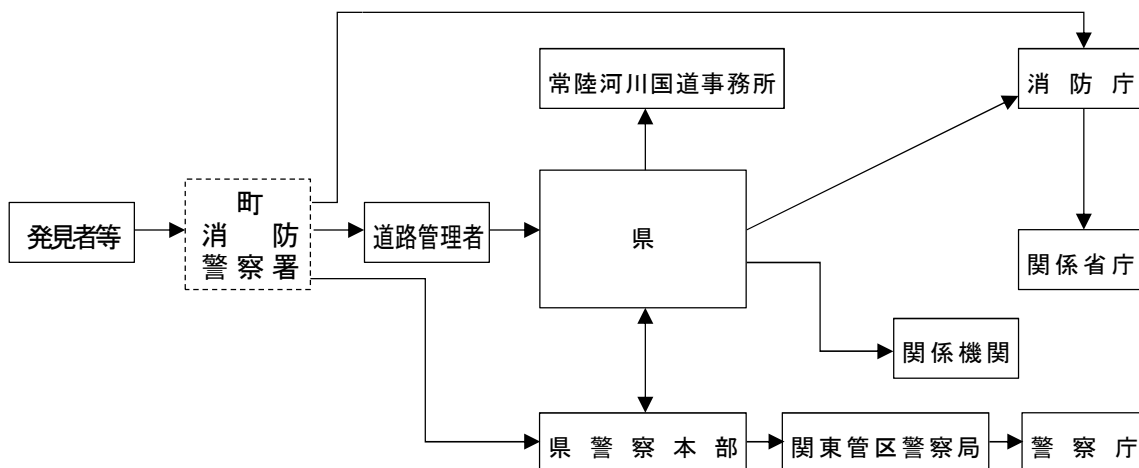 常陸河川国道事務所
消防庁
発見者等
町
消防
警察署
道路管理者
県
関係省庁
関係機関
県警察本部
関東管区警察局
警察庁